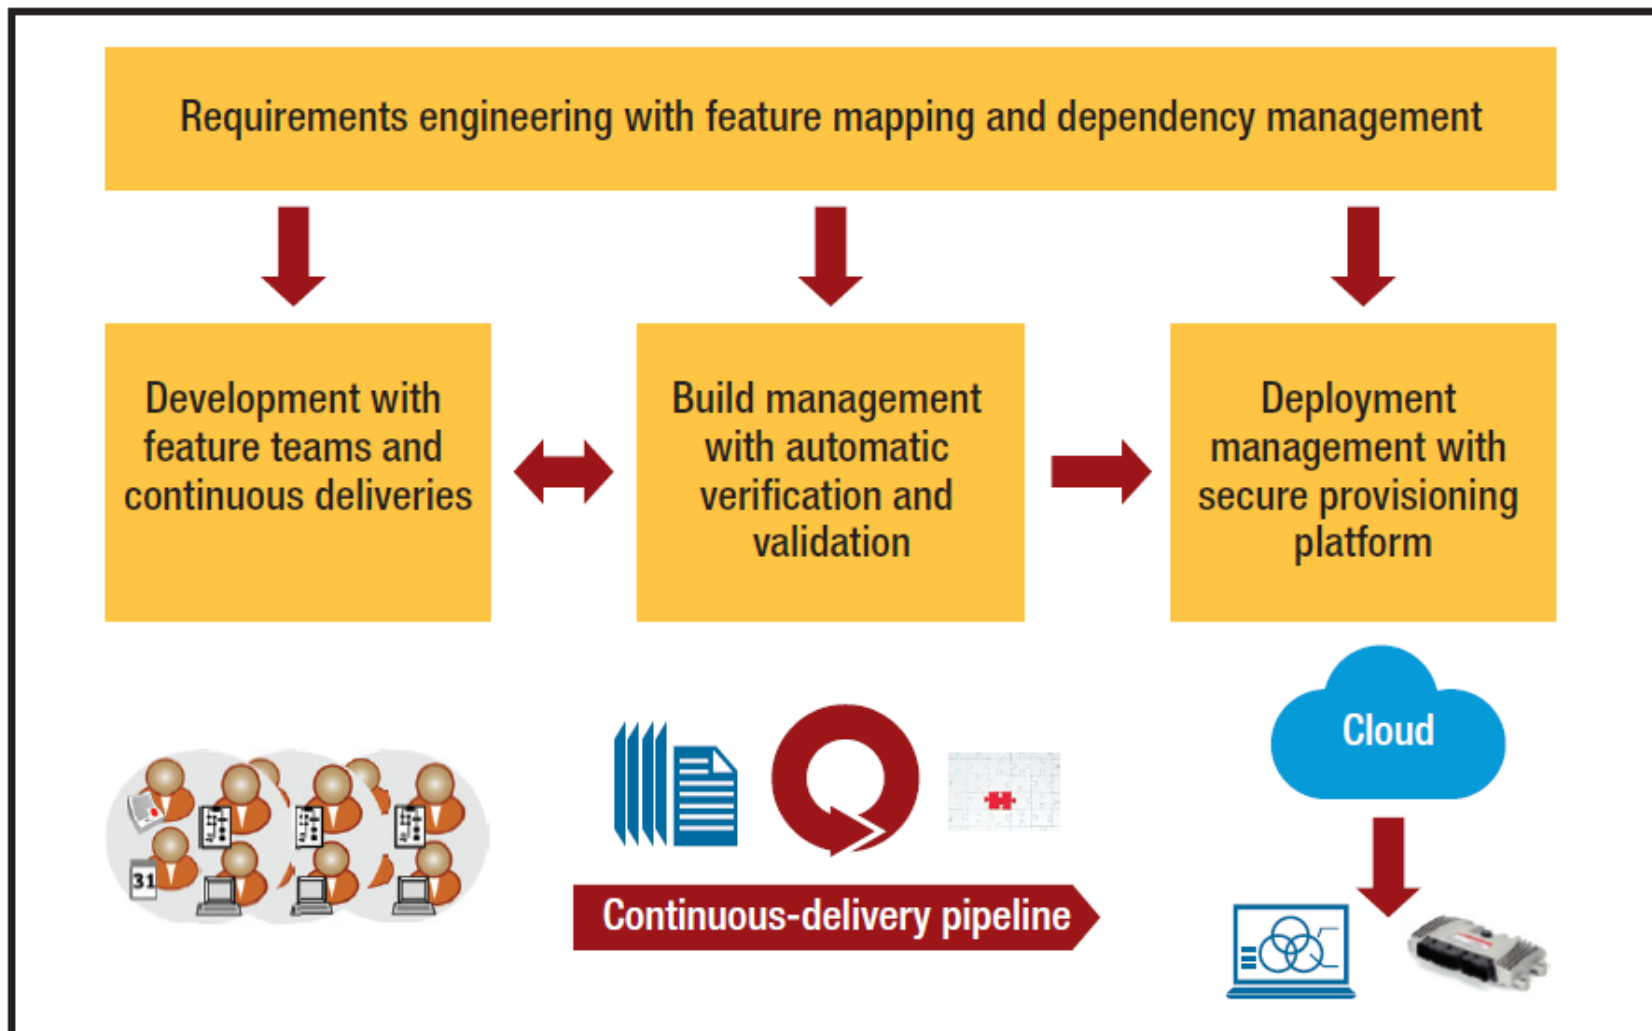 Requirements engineering with feature mapping and dependency management
Development with
feature teams and
continuous deliveries
Build management
with automatic
verification and
validation
Deployment
management with
secure provisioning
platform
Cloud
31
Continuous-delivery pipeline